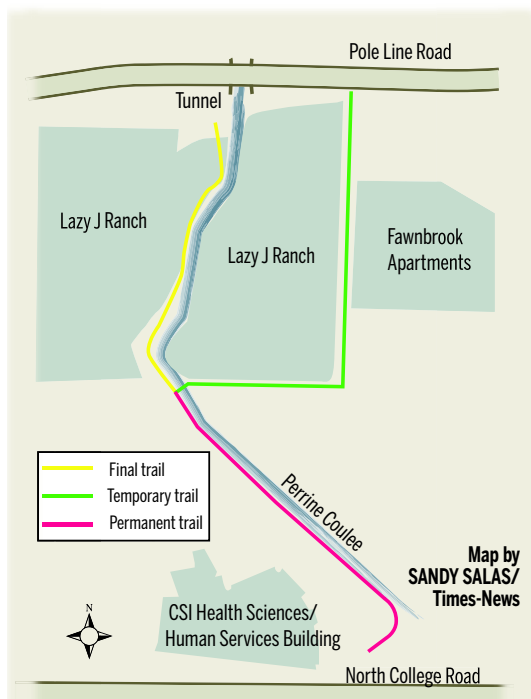 Pole Line Road
Tunnel
Lazy J Ranch
Lazy J Ranch
Fawnbrook
Apartments
Final trail
Temporary trail
Permanent trail
Perrine Coulee
Map by
SANDY SALAS/
Times-News
N
CSI Health Sciences/
Human Services Building
North College Road